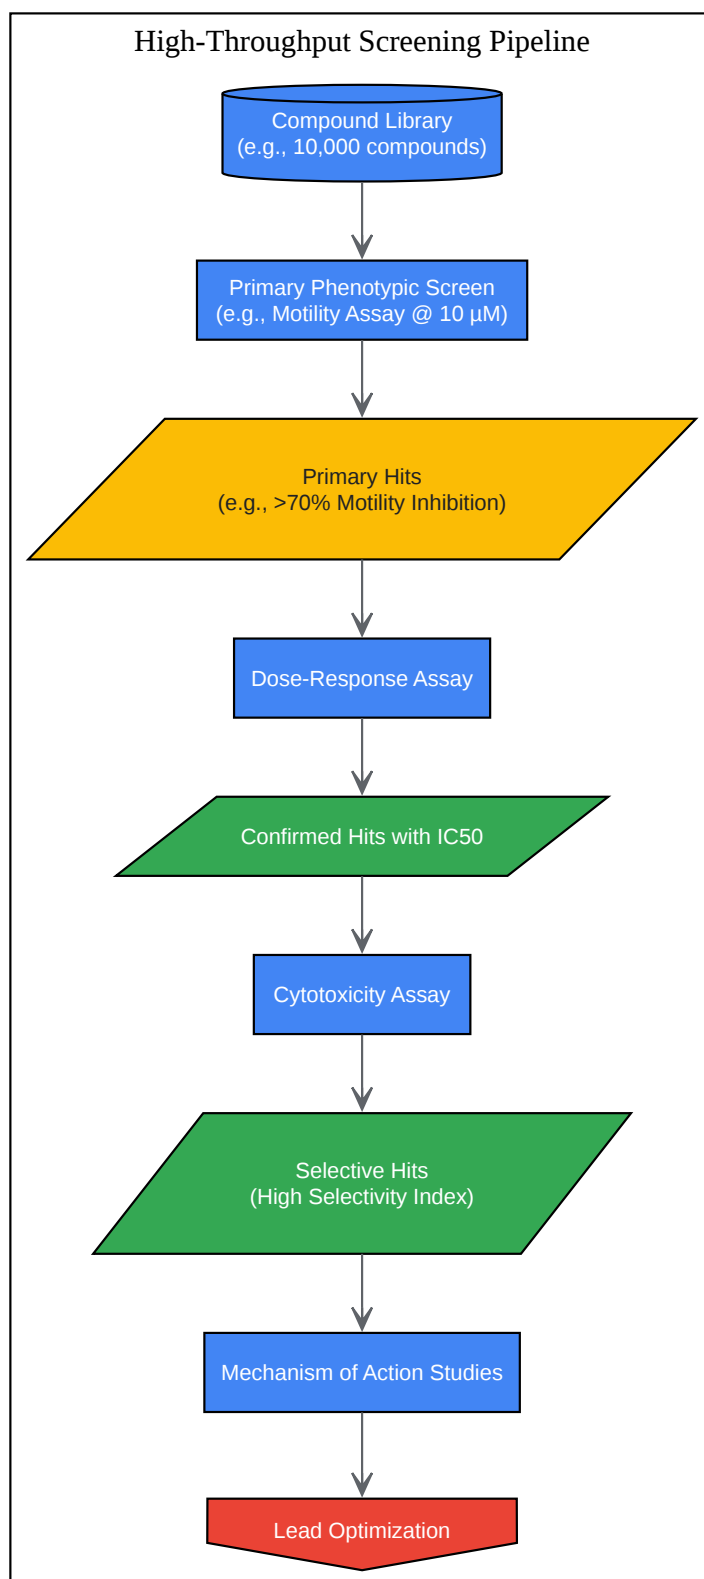 High-Throughput Screening Pipeline
Compound Library
(e.g., 10,000 compounds)
Primary Phenotypic Screen
(e.g., Motility Assay @ 10 µM)
Primary Hits
(e.g., >70% Motility Inhibition)
Dose-Response Assay
Confirmed Hits with IC50
Cytotoxicity Assay
Selective Hits
(High Selectivity Index)
Mechanism of Action Studies
Lead Optimization